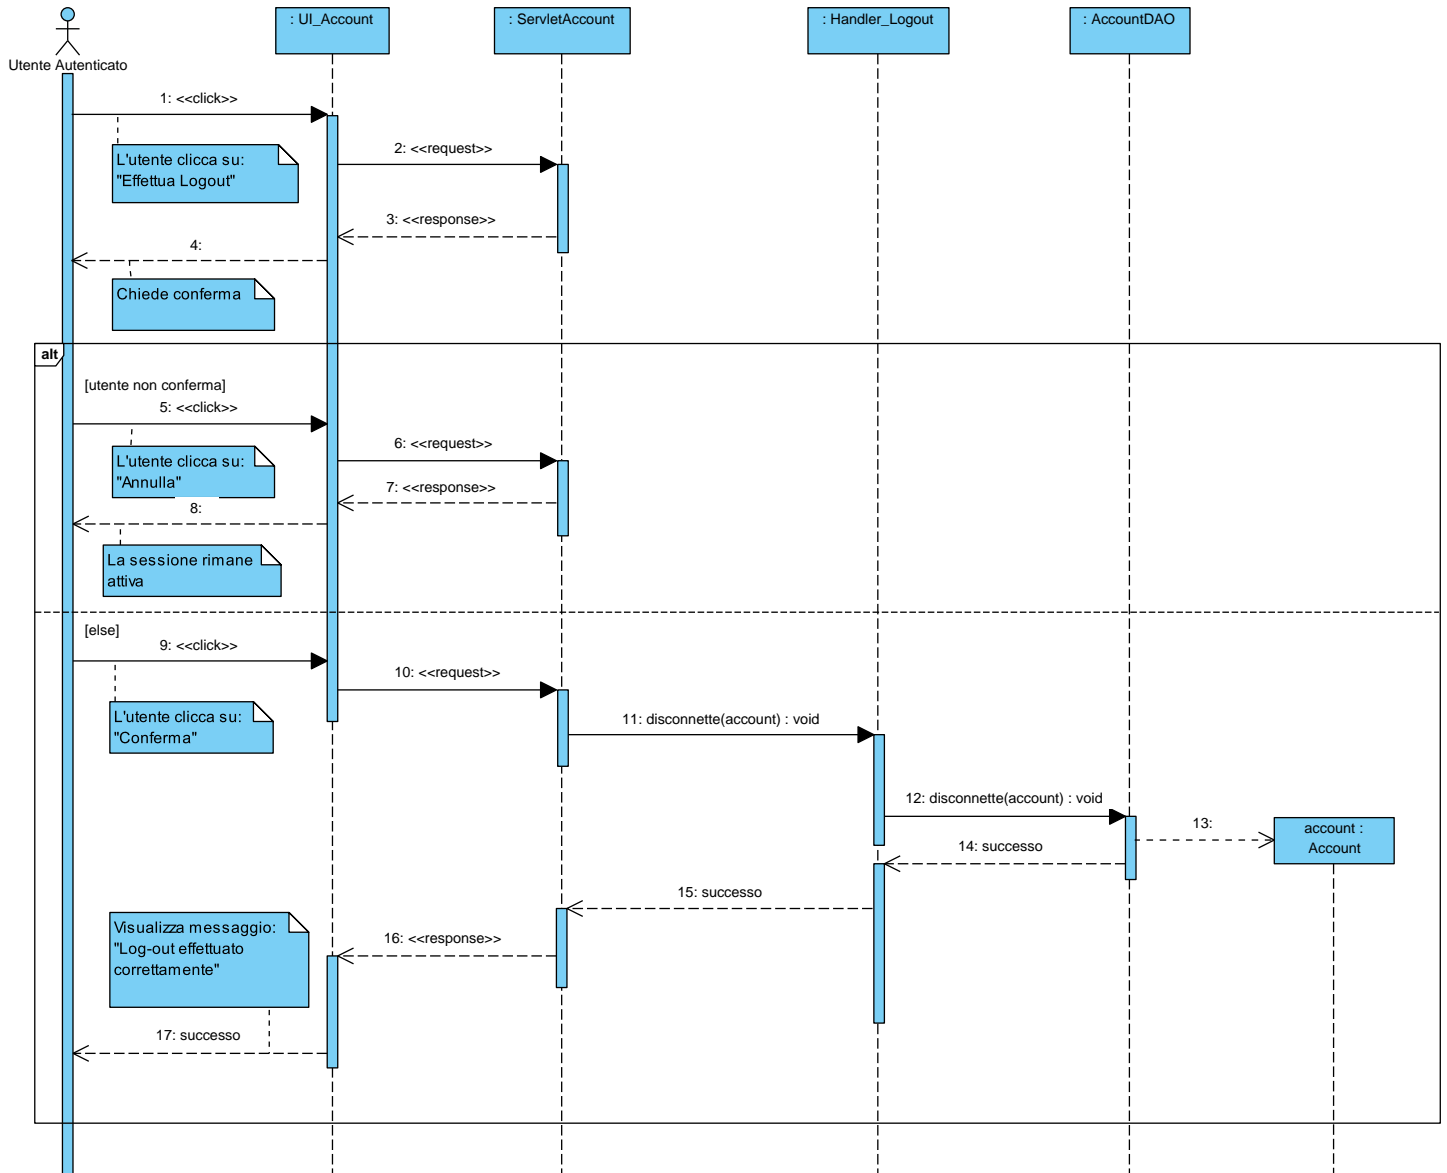 : UI_Account
: ServletAccount
: Handler_Logout
: AccountDAO
Utente Autenticato
1: <<click>>
L'utente clicca su:
"Effettua Logout"
2: <<request>>
3: <<response>>
4:
Chiede conferma
alt
[utente non conferma]
5: <<click>>
L'utente clicca su:
"Annulla"
6: <<request>>
7: <<response>>
8:
La sessione rimane
attiva
[else]
9: <<click>>
10: <<request>>
L'utente clicca su:
"Conferma"
11: disconnette(account) : void
12: disconnette(account) : void
13:
account :
Account
14: successo
15: successo
Visualizza messaggio:
"Log-out effettuato
correttamente"
16: <<response>>
17: successo